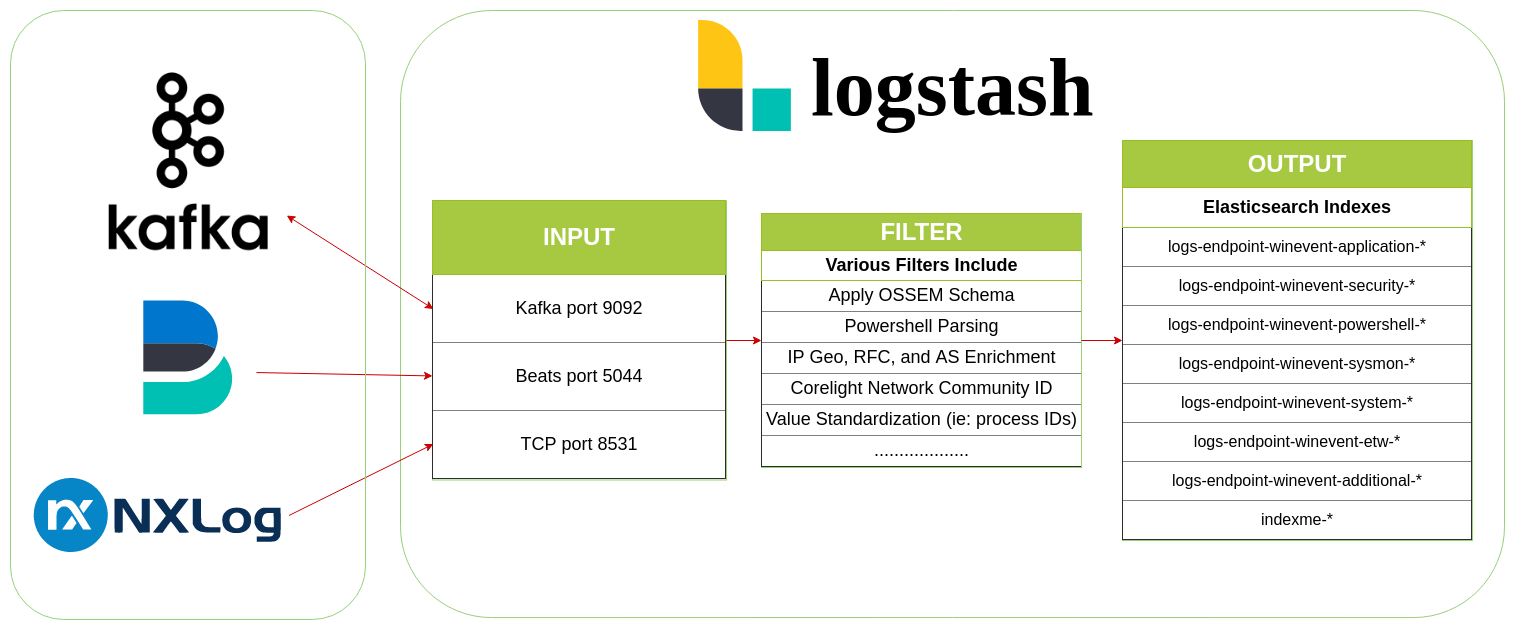 kafka
nx NXLog
logstash
INPUT
Kafka port 9092
Beats port 5044
TCP port 8531
FILTER
Various Filters Include
Apply OSSEM Schema
Powershell Parsing
IP Geo, RFC, and AS Enrichment
Corelight Network Community ID
Value Standardization (ie: process IDs)
...................
OUTPUT
Elasticsearch Indexes
logs-endpoint-winevent-application-*
logs-endpoint-winevent-security-*
logs-endpoint-winevent-powershell-*
logs-endpoint-winevent-sysmon-*
logs-endpoint-winevent-system-*
logs-endpoint-winevent-etw-*
logs-endpoint-winevent-additional-*
indexme-*